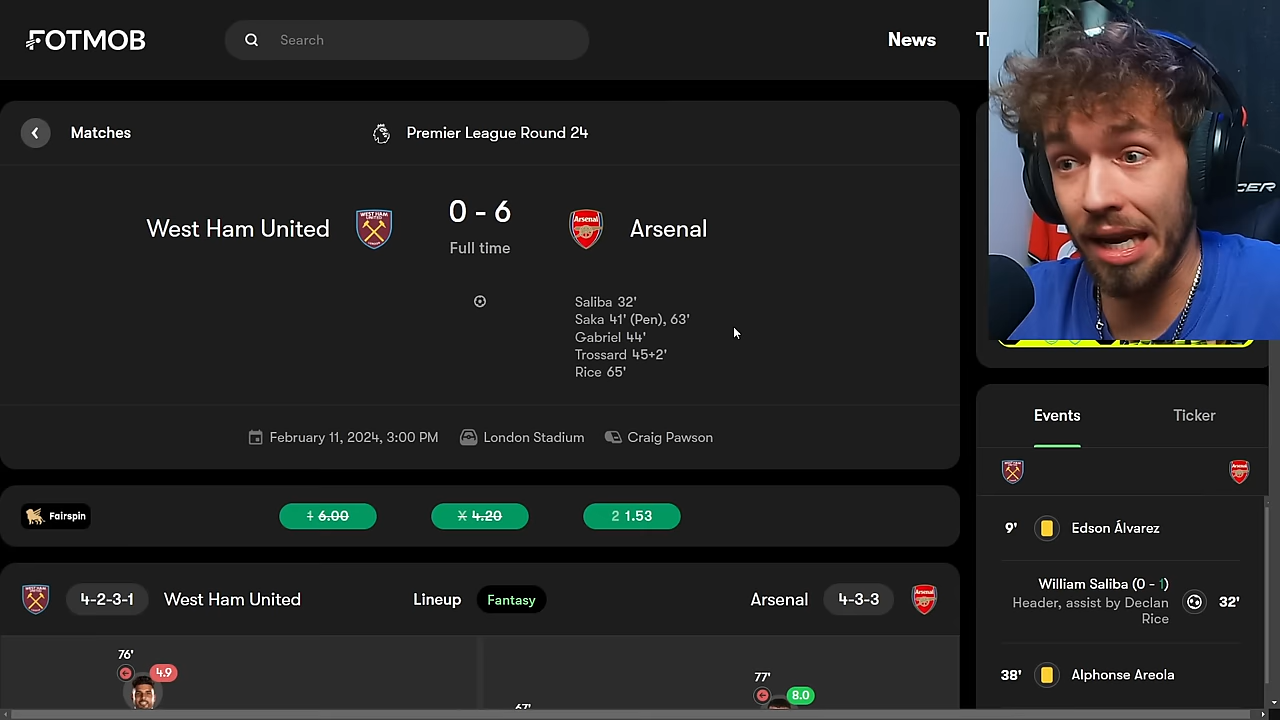 FOTMOB
Search
News
Matches
Premier League Round 24
West Ham United
0 - 6
Full time
Arsenal
Saliba 32'
Saka 41' (Pen), 63'
Gabriel 44'
Trossard 45+2'
Rice 65'
February 11, 2024, 3:00 PM
London Stadium
Craig Pawson
Events
Ticker
Fairspin
1 6.00
X 4.20
2 1.53
9' Edson Álvarez
William Saliba (0 - 1)
Header, assist by Declan
Rice
32'
38' Alphonse Areola
4-2-3-1
West Ham United
Lineup
Fantasy
Arsenal
4-3-3
76'
4.9
67'
77'
8.0